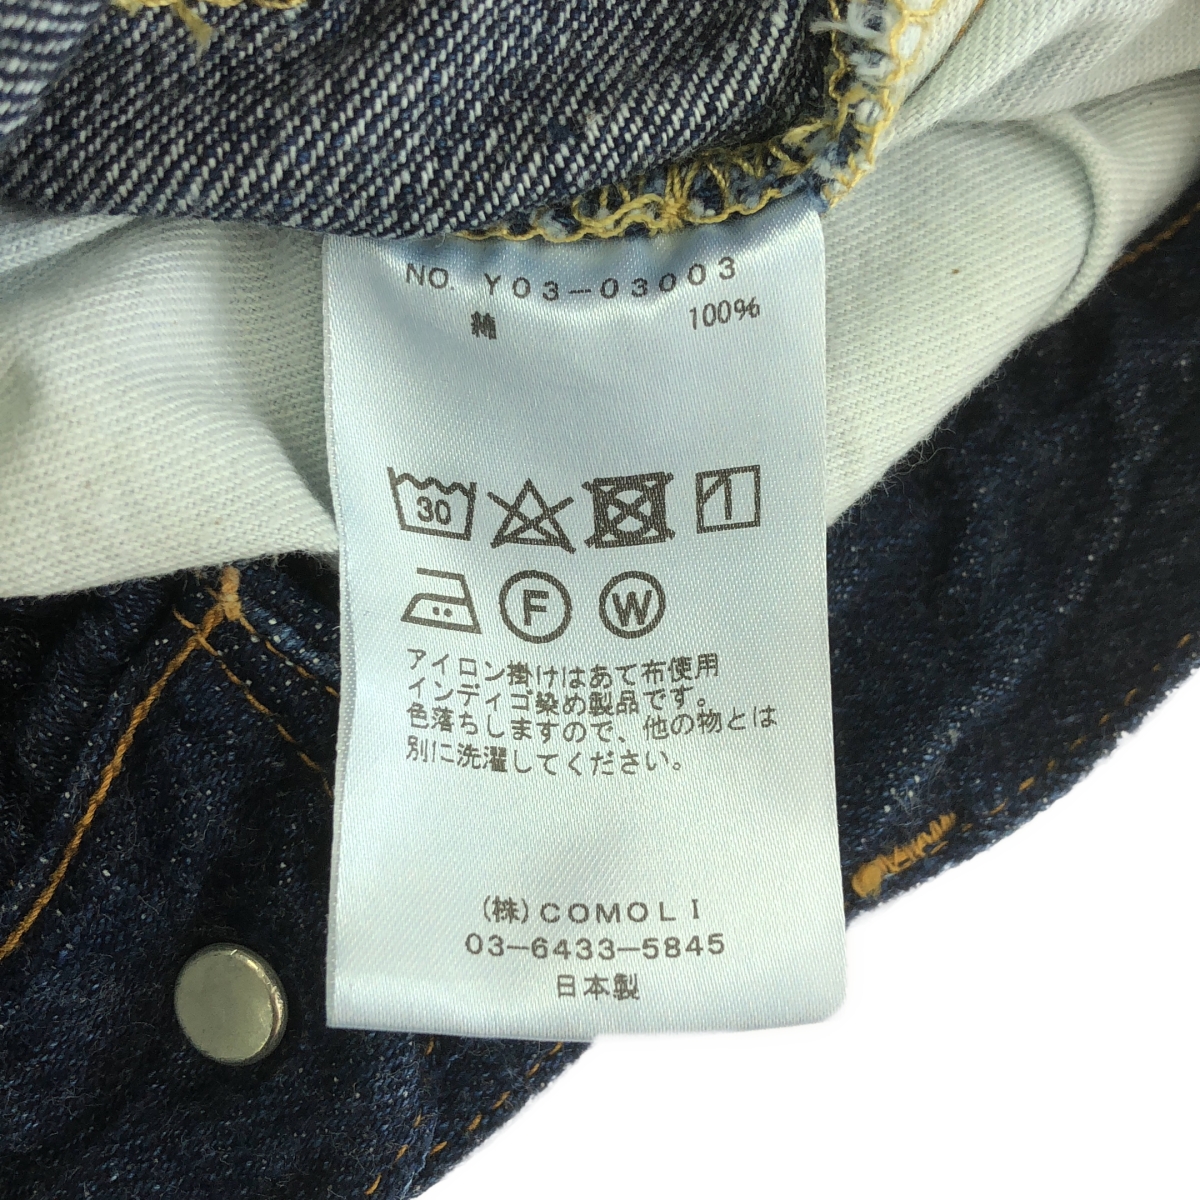 NO. Y03-03003
綿 100%
30
F W
アイロン掛けはあて布使用
インディゴ染め製品です。
色落ちしますので、他の物とは
別に洗濯してください。
(株)COMOLI
03-6433-5845
日本製